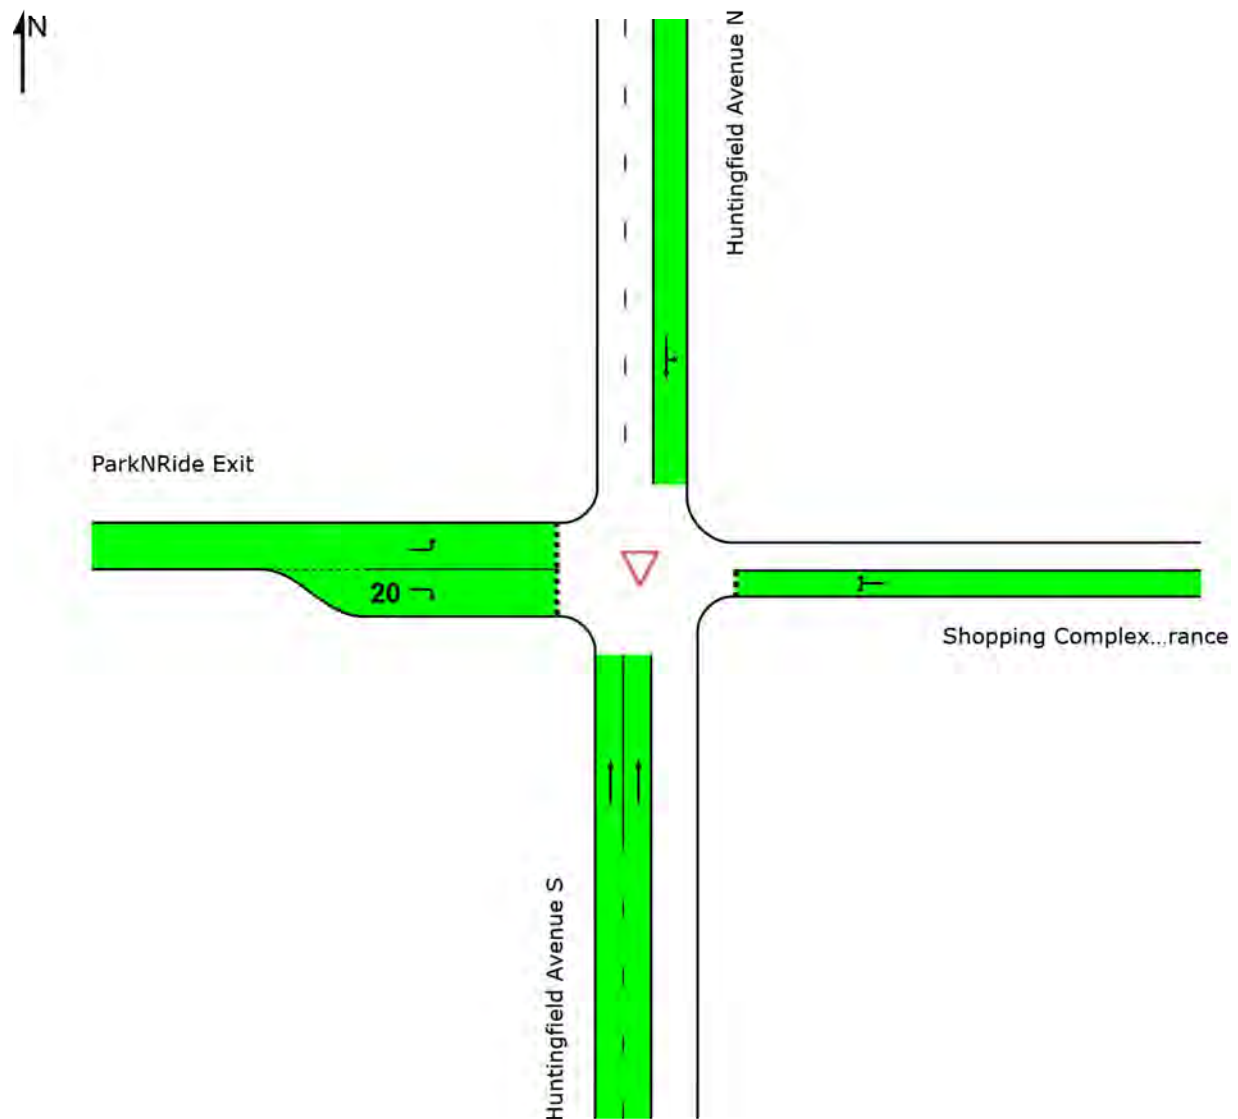 N
Huntingfield Avenue N
ParkNRide Exit
20
Shopping Complex...rance
Huntingfield Avenue S